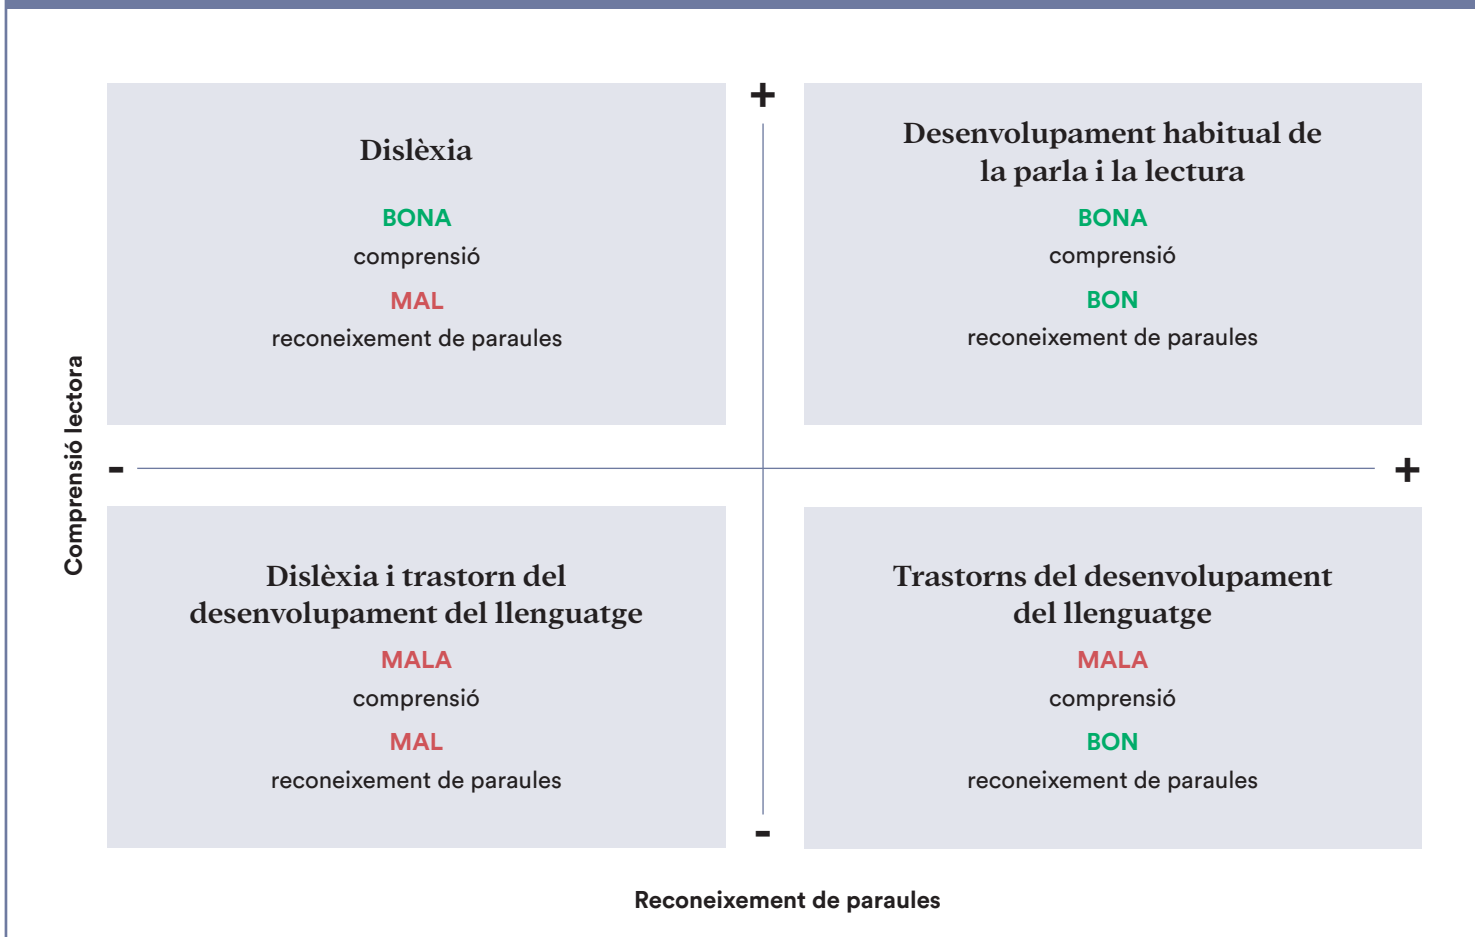 Dislèxia
BONA
comprensió
MAL
reconeixement de paraules
+
Desenvolupament habitual de
la parla i la lectura
BONA
comprensió
BON
reconeixement de paraules
Comprensió lectora
-
+
Dislèxia i trastorn del
desenvolupament del llenguatge
MALA
comprensió
MAL
reconeixement de paraules
Trastorns del desenvolupament
del llenguatge
MALA
comprensió
BON
reconeixement de paraules
-
Reconeixement de paraules